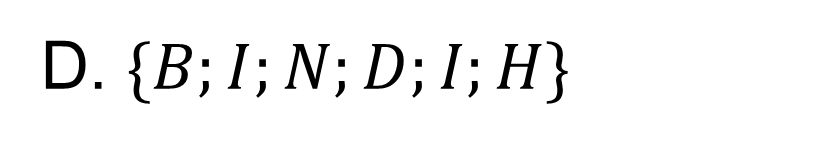 D. {B; I; N; D; I; H}